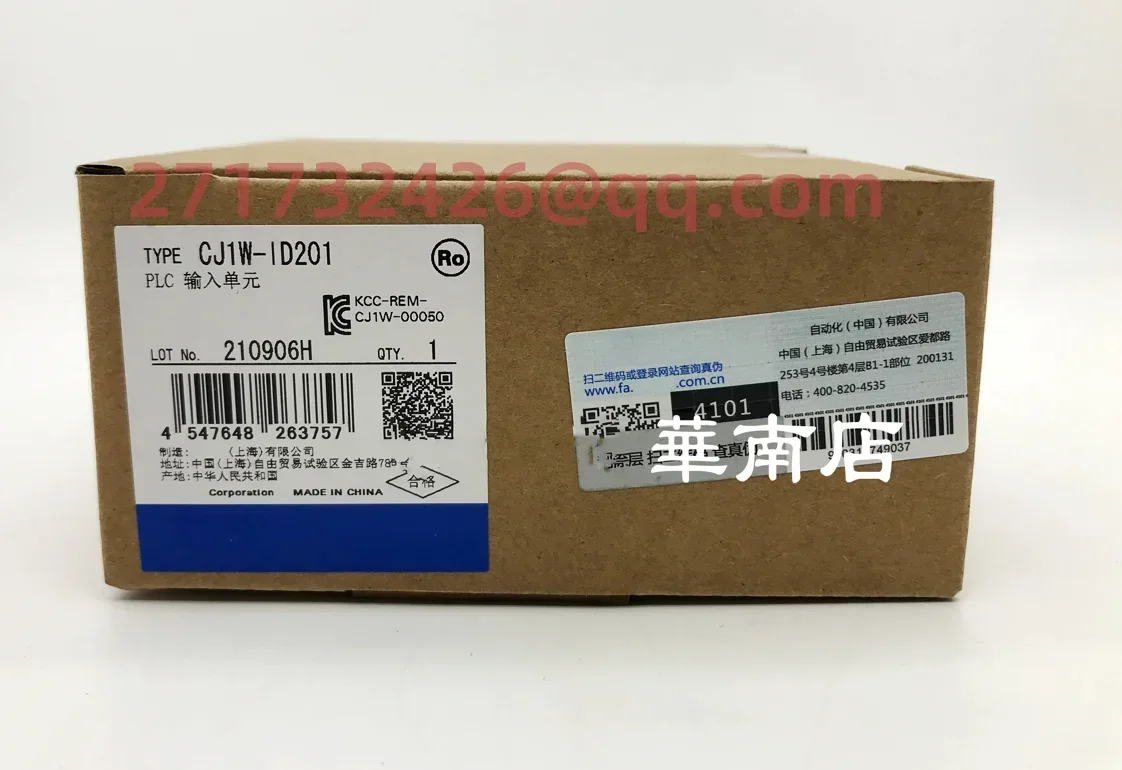 271732426@qq.com
TYPE CJ1W-ID201
Ro
PLC 输入单元
KC
KCC-REM-
CJ1W-00050
LOT No. 210906H QTY. 1
4 547648 263757
制造: (上海)有限公司
地址:中国(上海)自由贸易试验区金吉路789号
产地:中华人民共和国
合格
Corporation MADE IN CHINA
自动化(中国)有限公司
中国(上海)自由贸易试验区爱都路
253号4号楼第4层B1-1部位 200131
电话:400-820-4535
扫二维码或登录网站查询真伪
www.fa. com.cn
4101
749037
華南店